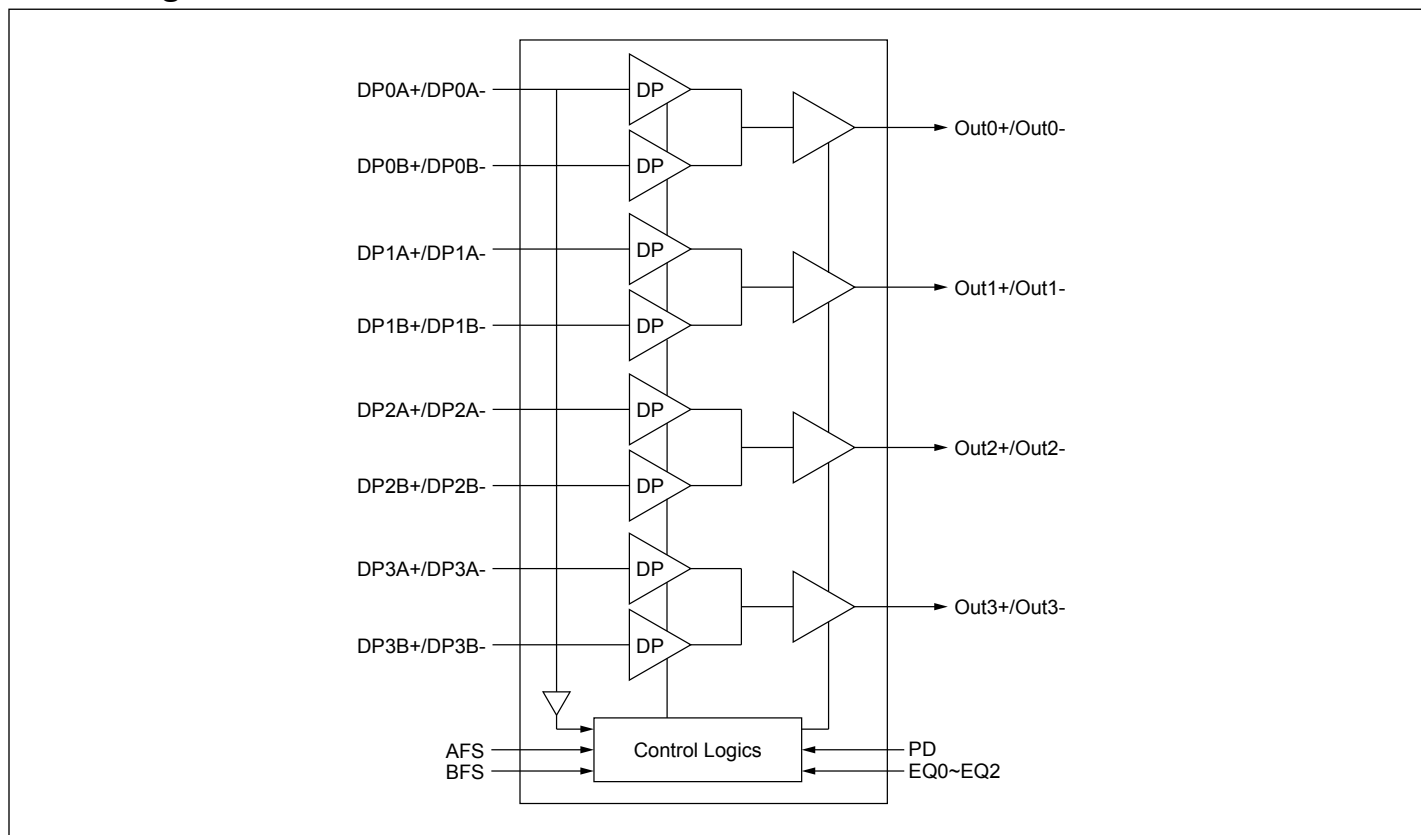 DP0A+/DP0A-
DP
Out0+/Out0-
DP0B+/DP0B-
DP
DP1A+/DP1A-
DP
Out1+/Out1-
DP1B+/DP1B-
DP
DP2A+/DP2A-
DP
Out2+/Out2-
DP2B+/DP2B-
DP
DP3A+/DP3A-
DP
Out3+/Out3-
DP3B+/DP3B-
DP
AFS
BFS
Control Logics
PD
EQ0~EQ2